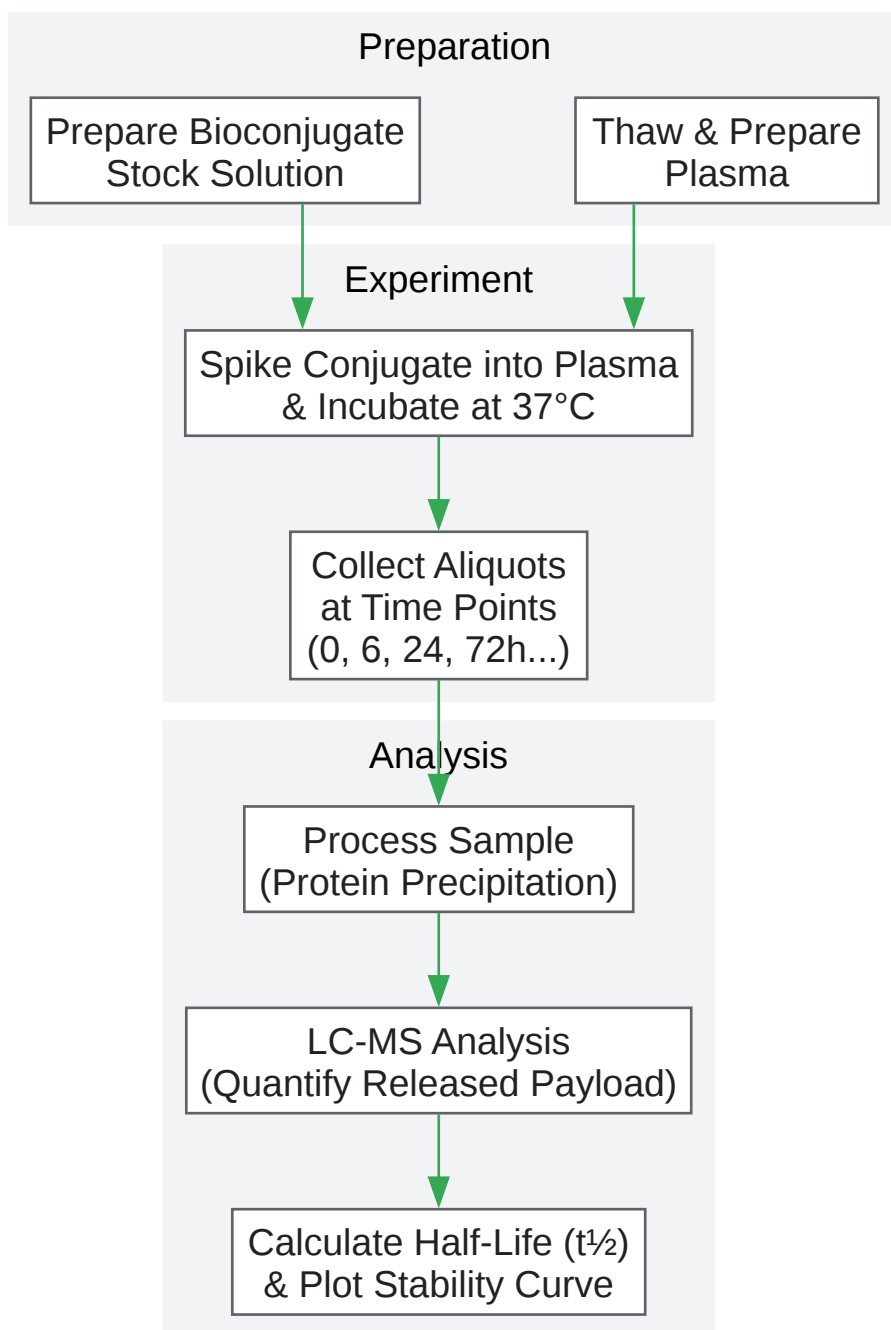 Preparation
Prepare Bioconjugate
Stock Solution
Thaw & Prepare
Plasma
Experiment
Spike Conjugate into Plasma
& Incubate at 37°C
Collect Aliquots
at Time Points
(0, 6, 24, 72h...)
Analysis
Process Sample
(Protein Precipitation)
LC-MS Analysis
(Quantify Released Payload)
Calculate Half-Life (t½)
& Plot Stability Curve